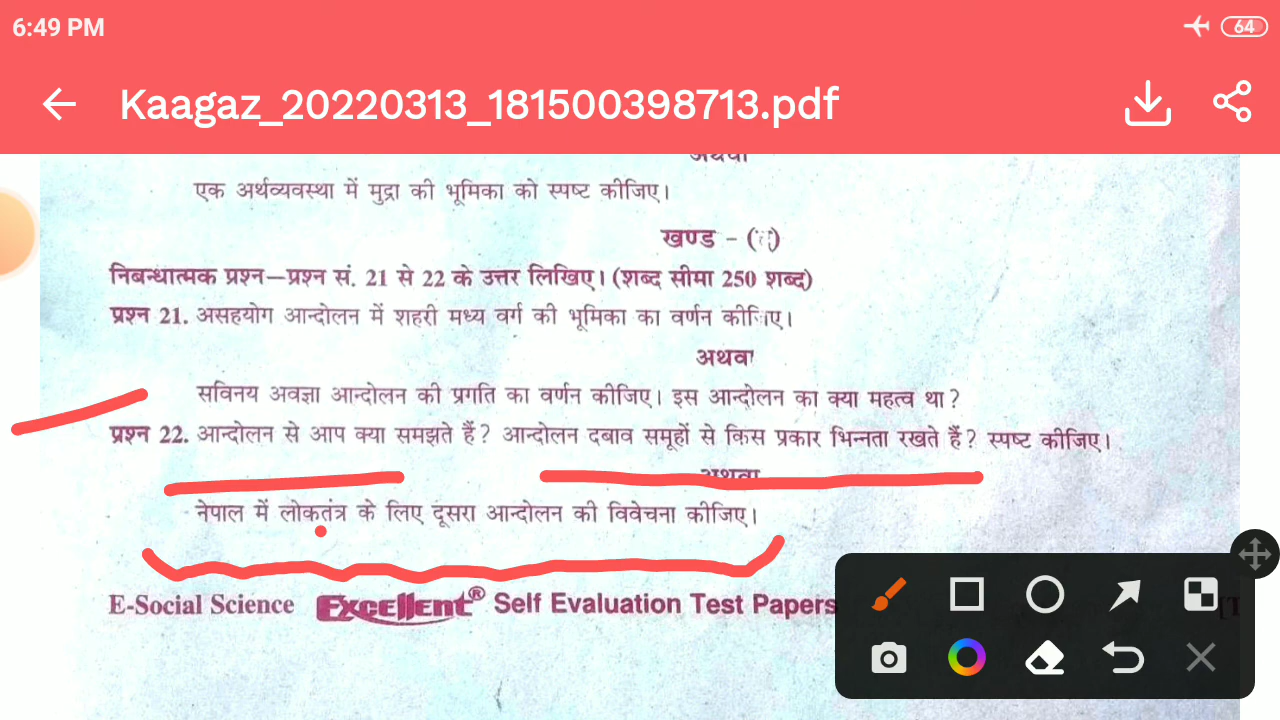 6:49 PM
64
Kaagaz_20220313_181500398713.pdf
अथवा
एक अर्थव्यवस्था में मुद्रा की भूमिका को स्पष्ट कीजिए।
खण्ड - ( )
निबन्धात्मक प्रश्न—प्रश्न सं. 21 से 22 के उत्तर लिखिए। (शब्द सीमा 250 शब्द)
प्रश्न 21. असहयोग आन्दोलन में शहरी मध्य वर्ग की भूमिका का वर्णन कीजिए।
अथवा
सविनय अवज्ञा आन्दोलन की प्रगति का वर्णन कीजिए। इस आन्दोलन का क्या महत्व था?
प्रश्न 22. आन्दोलन से आप क्या समझते हैं? आन्दोलन दबाव समूहों से किस प्रकार भिन्नता रखते हैं? स्पष्ट कीजिए।
अथवा
नेपाल में लोकतंत्र के लिए दूसरा आन्दोलन की विवेचना कीजिए।
E-Social Science Excellent® Self Evaluation Test Papers